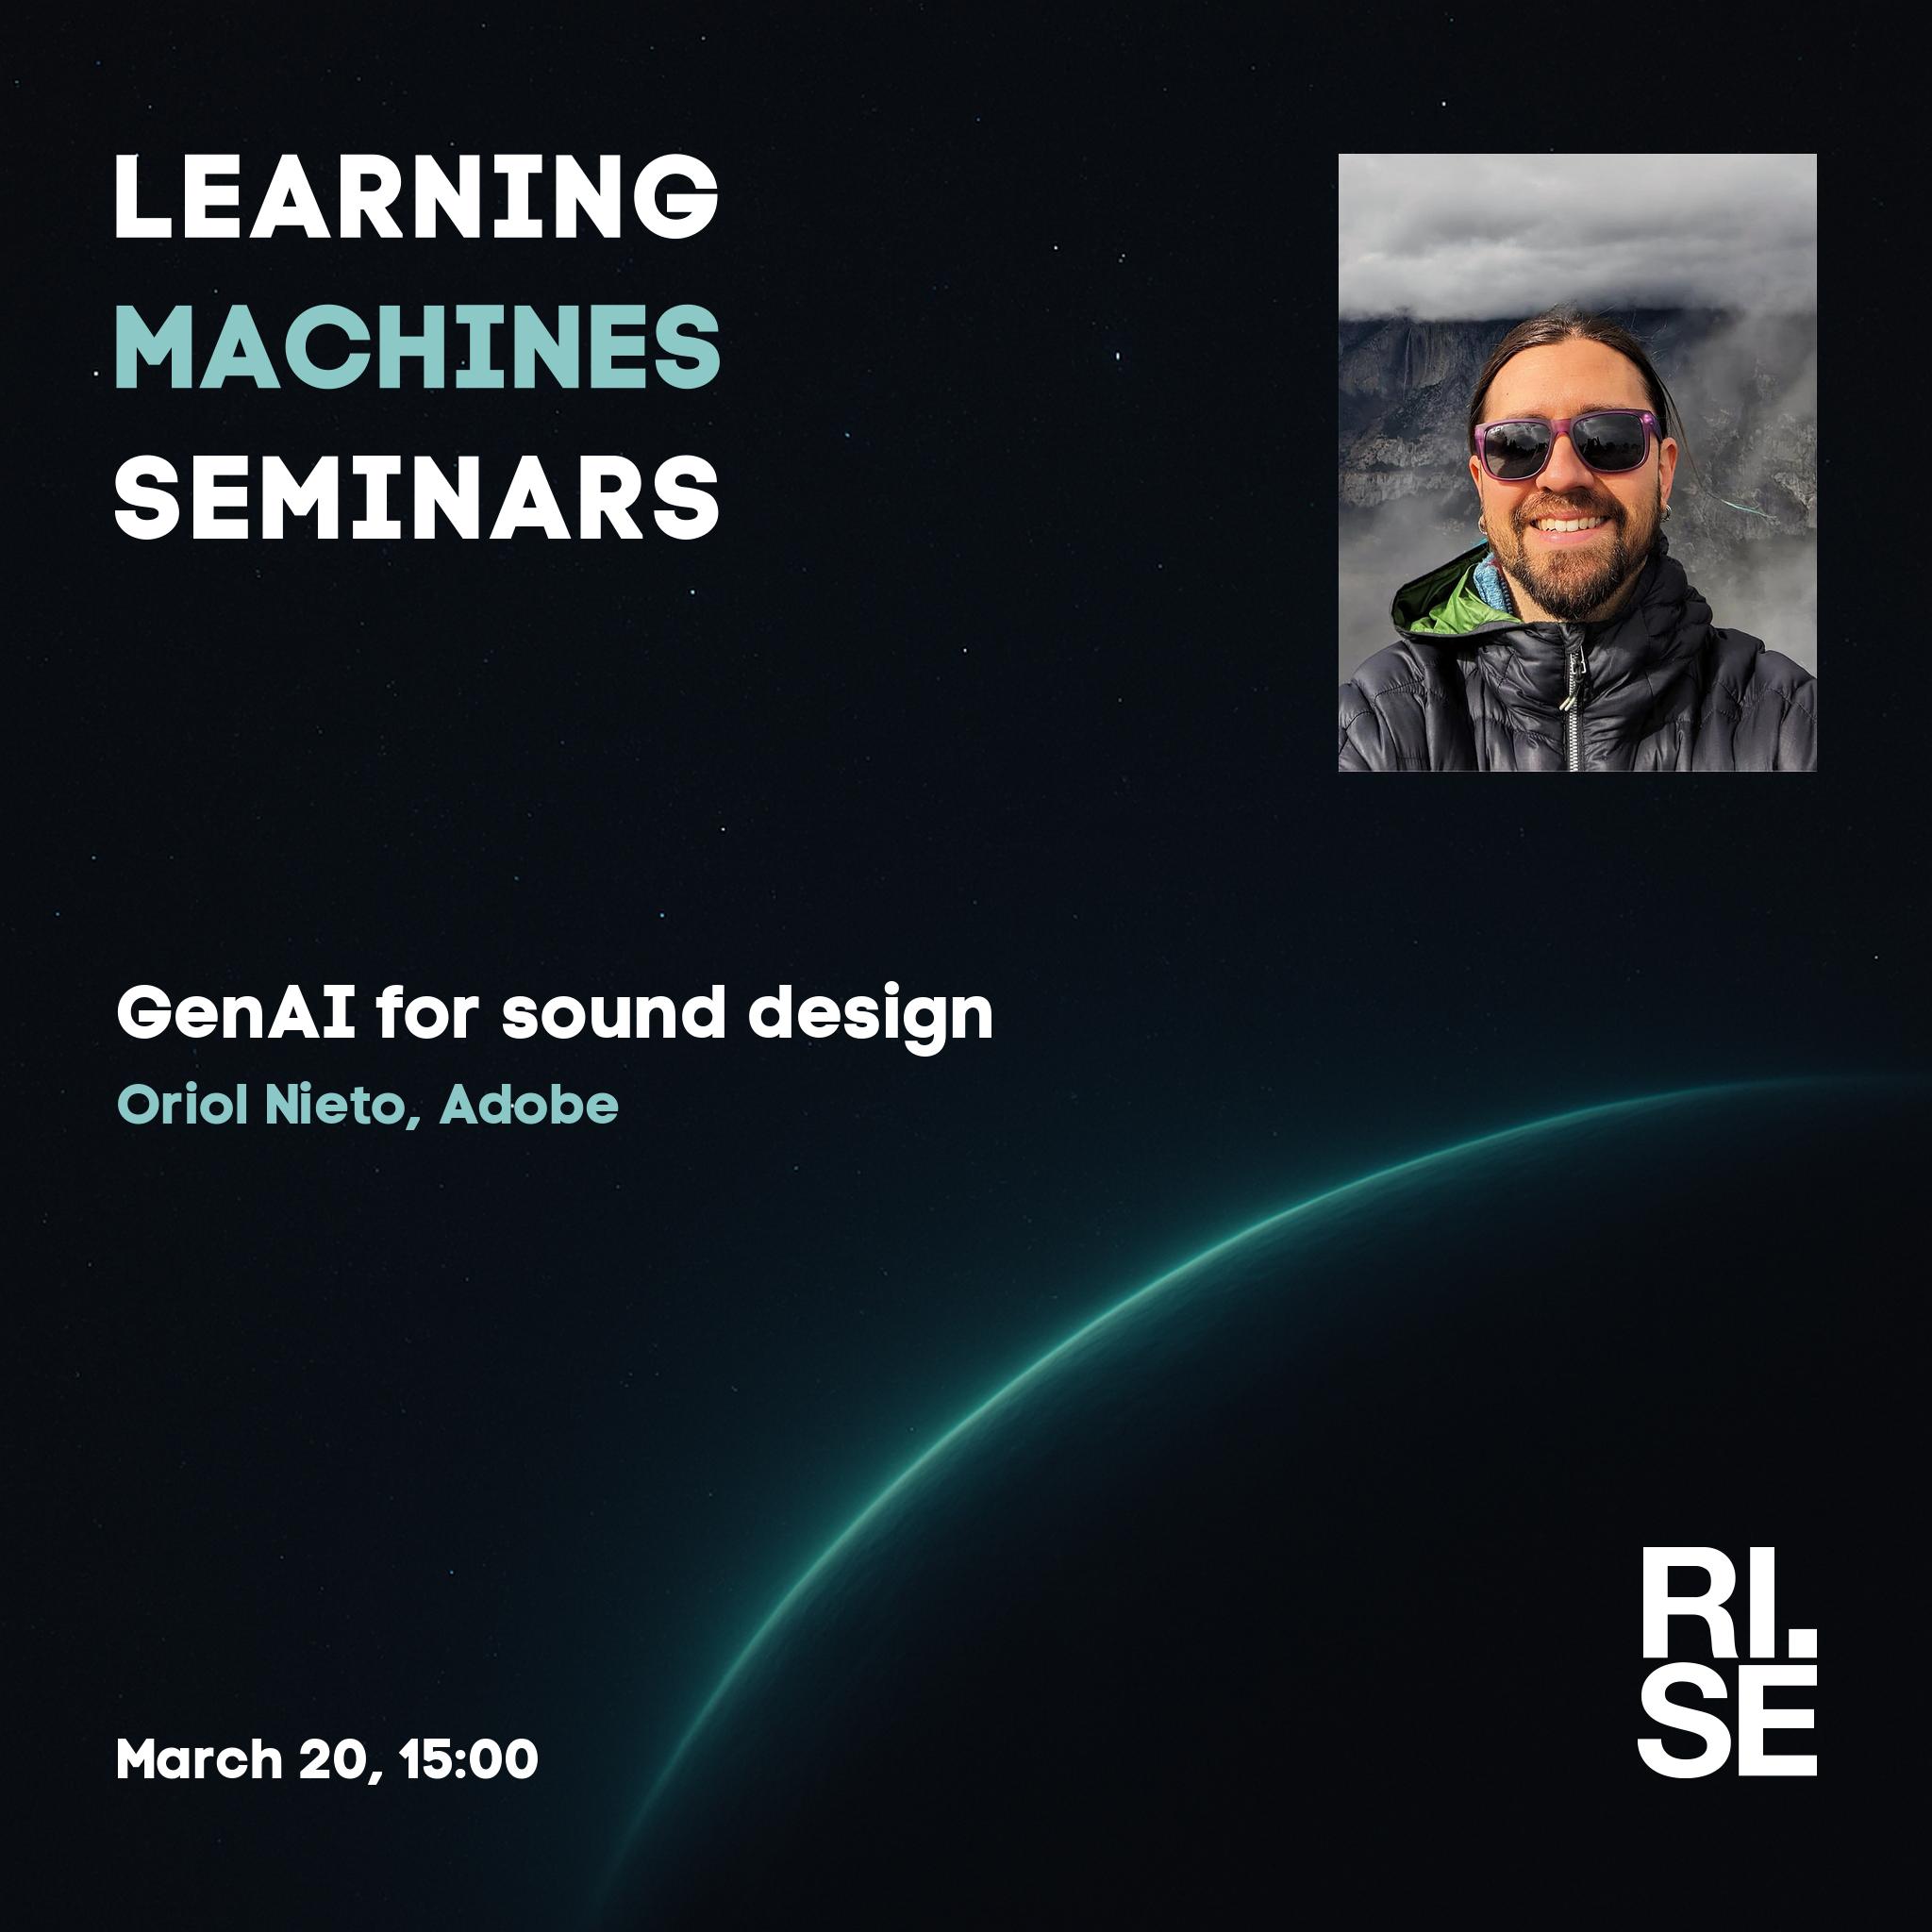 LEARNING
MACHINES
SEMINARS
GenAI for sound design
Oriol Nieto, Adobe
March 20, 15:00
RI.
SE